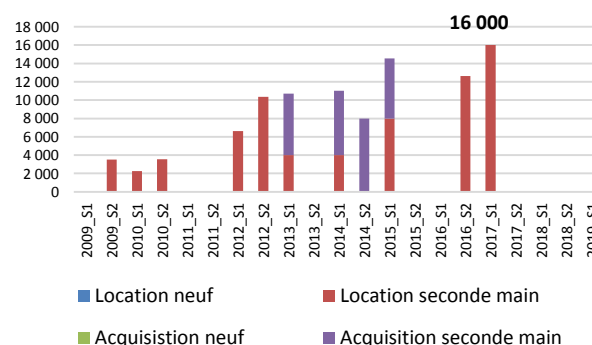 18 000
16 000
14 000
12 000
10 000
8 000
6 000
4 000
2 000
0
16 000
2009_S1
2009_S2
2010_S1
2010_S2
2011_S1
2011_S2
2012_S1
2012_S2
2013_S1
2013_S2
2014_S1
2014_S2
2015_S1
2015_S2
2016_S1
2016_S2
2017_S1
2017_S2
2018_S1
2018_S2
2019_S1
Location neuf
Location seconde main
Acquisistion neuf
Acquisition seconde main